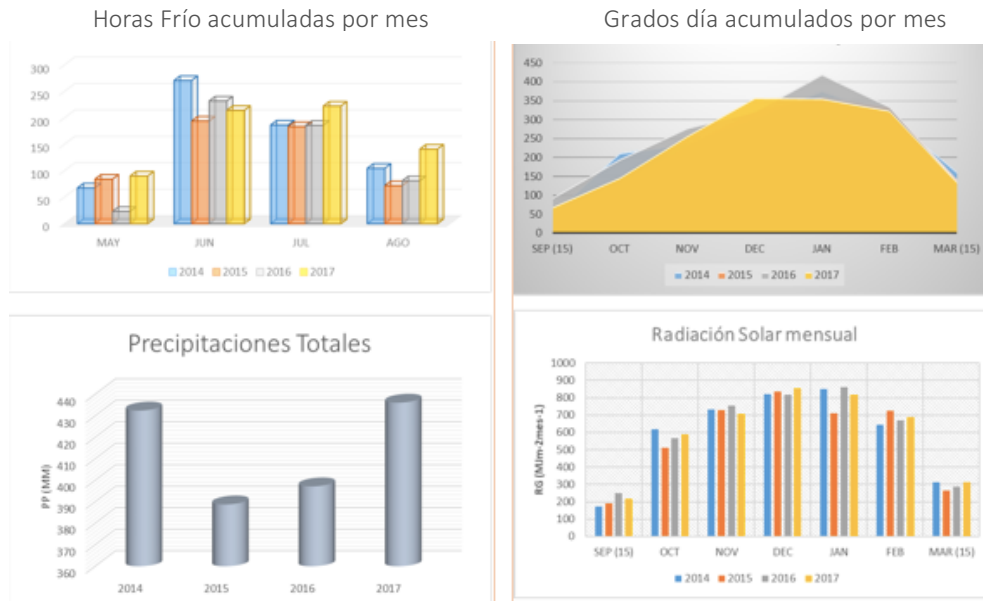 Horas Frío acumuladas por mes
300
250
200
150
100
50
0
MAY JUN JUL AGO
2014 2015 2016 2017
Grados día acumulados por mes
450
400
350
300
250
200
150
100
50
0
SEP (15) OCT NOV DEC JAN FEB MAR (15)
2014 2015 2016 2017
Precipitaciones Totales
PP (MM)
440
430
420
410
400
390
380
370
360
2014 2015 2016 2017
Radiación Solar mensual
RG (MJm-2mes-1)
1000
900
800
700
600
500
400
300
200
100
0
SEP (15) OCT NOV DEC JAN FEB MAR (15)
2014 2015 2016 2017